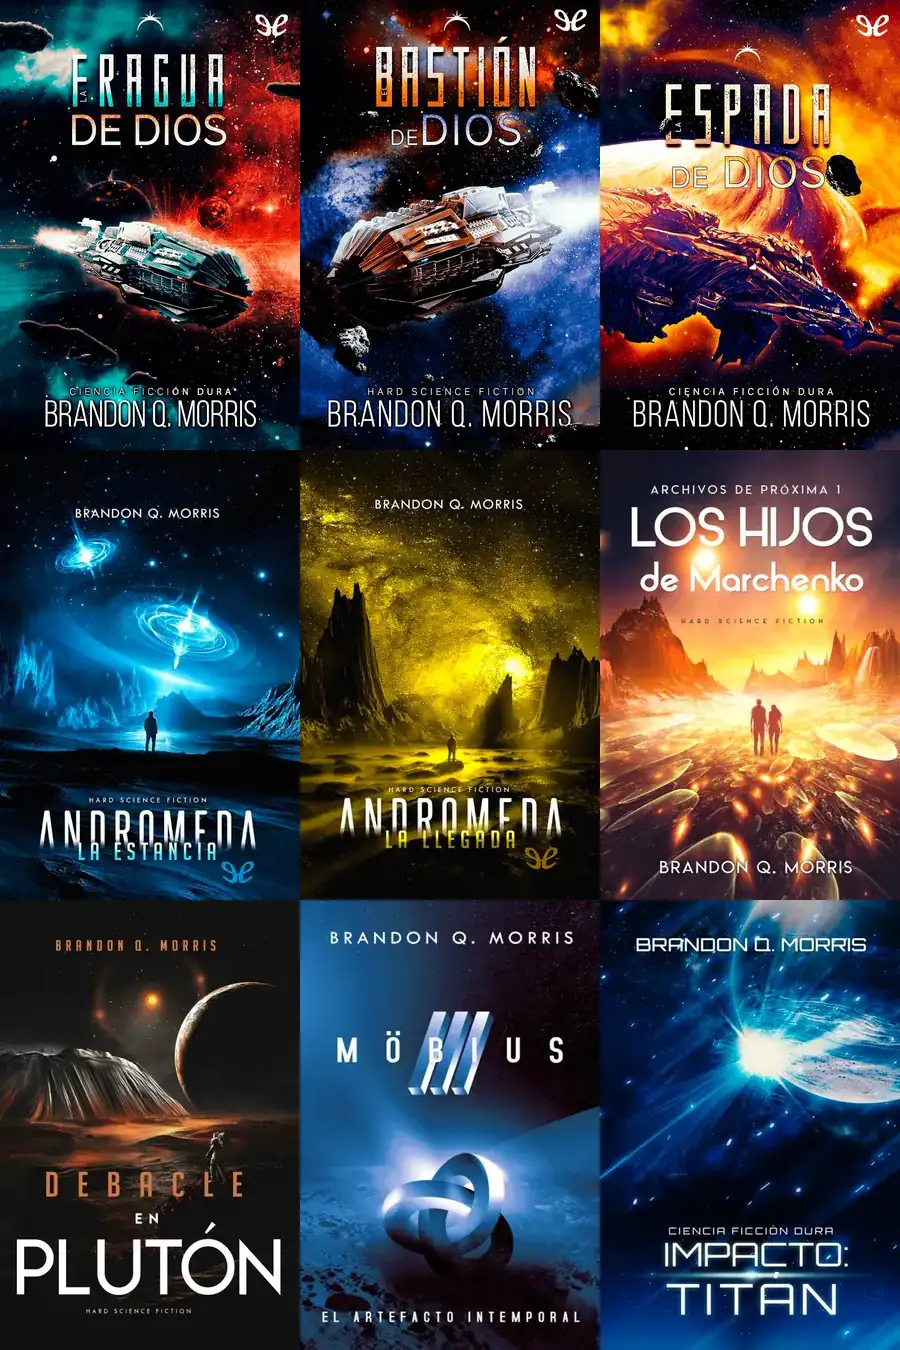 LA FRAGUA
DE DIOS
CIENCIA FICCIÓN DURA
BRANDON Q. MORRIS
EL BASTIÓN
DE DIOS
HARD SCIENCE FICTION
BRANDON Q. MORRIS
LA ESPADA
DE DIOS
CIENCIA FICCIÓN DURA
BRANDON Q. MORRIS
BRANDON Q. MORRIS
HARD SCIENCE FICTION
ANDROMEDA
LA ESTANCIA
BRANDON Q. MORRIS
HARD SCIENCE FICTION
ANDROMEDA
LA LLEGADA
ARCHIVOS DE PRÓXIMA 1
LOS HIJOS
de Marchenko
HARD SCIENCE FICTION
BRANDON Q. MORRIS
BRANDON Q. MORRIS
DEBACLE
EN
PLUTÓN
HARD SCIENCE FICTION
BRANDON Q. MORRIS
MÖBIUS
III
EL ARTEFACTO INTEMPORAL
BRANDON Q. MORRIS
CIENCIA FICCIÓN DURA
IMPACTO:
TITÁN